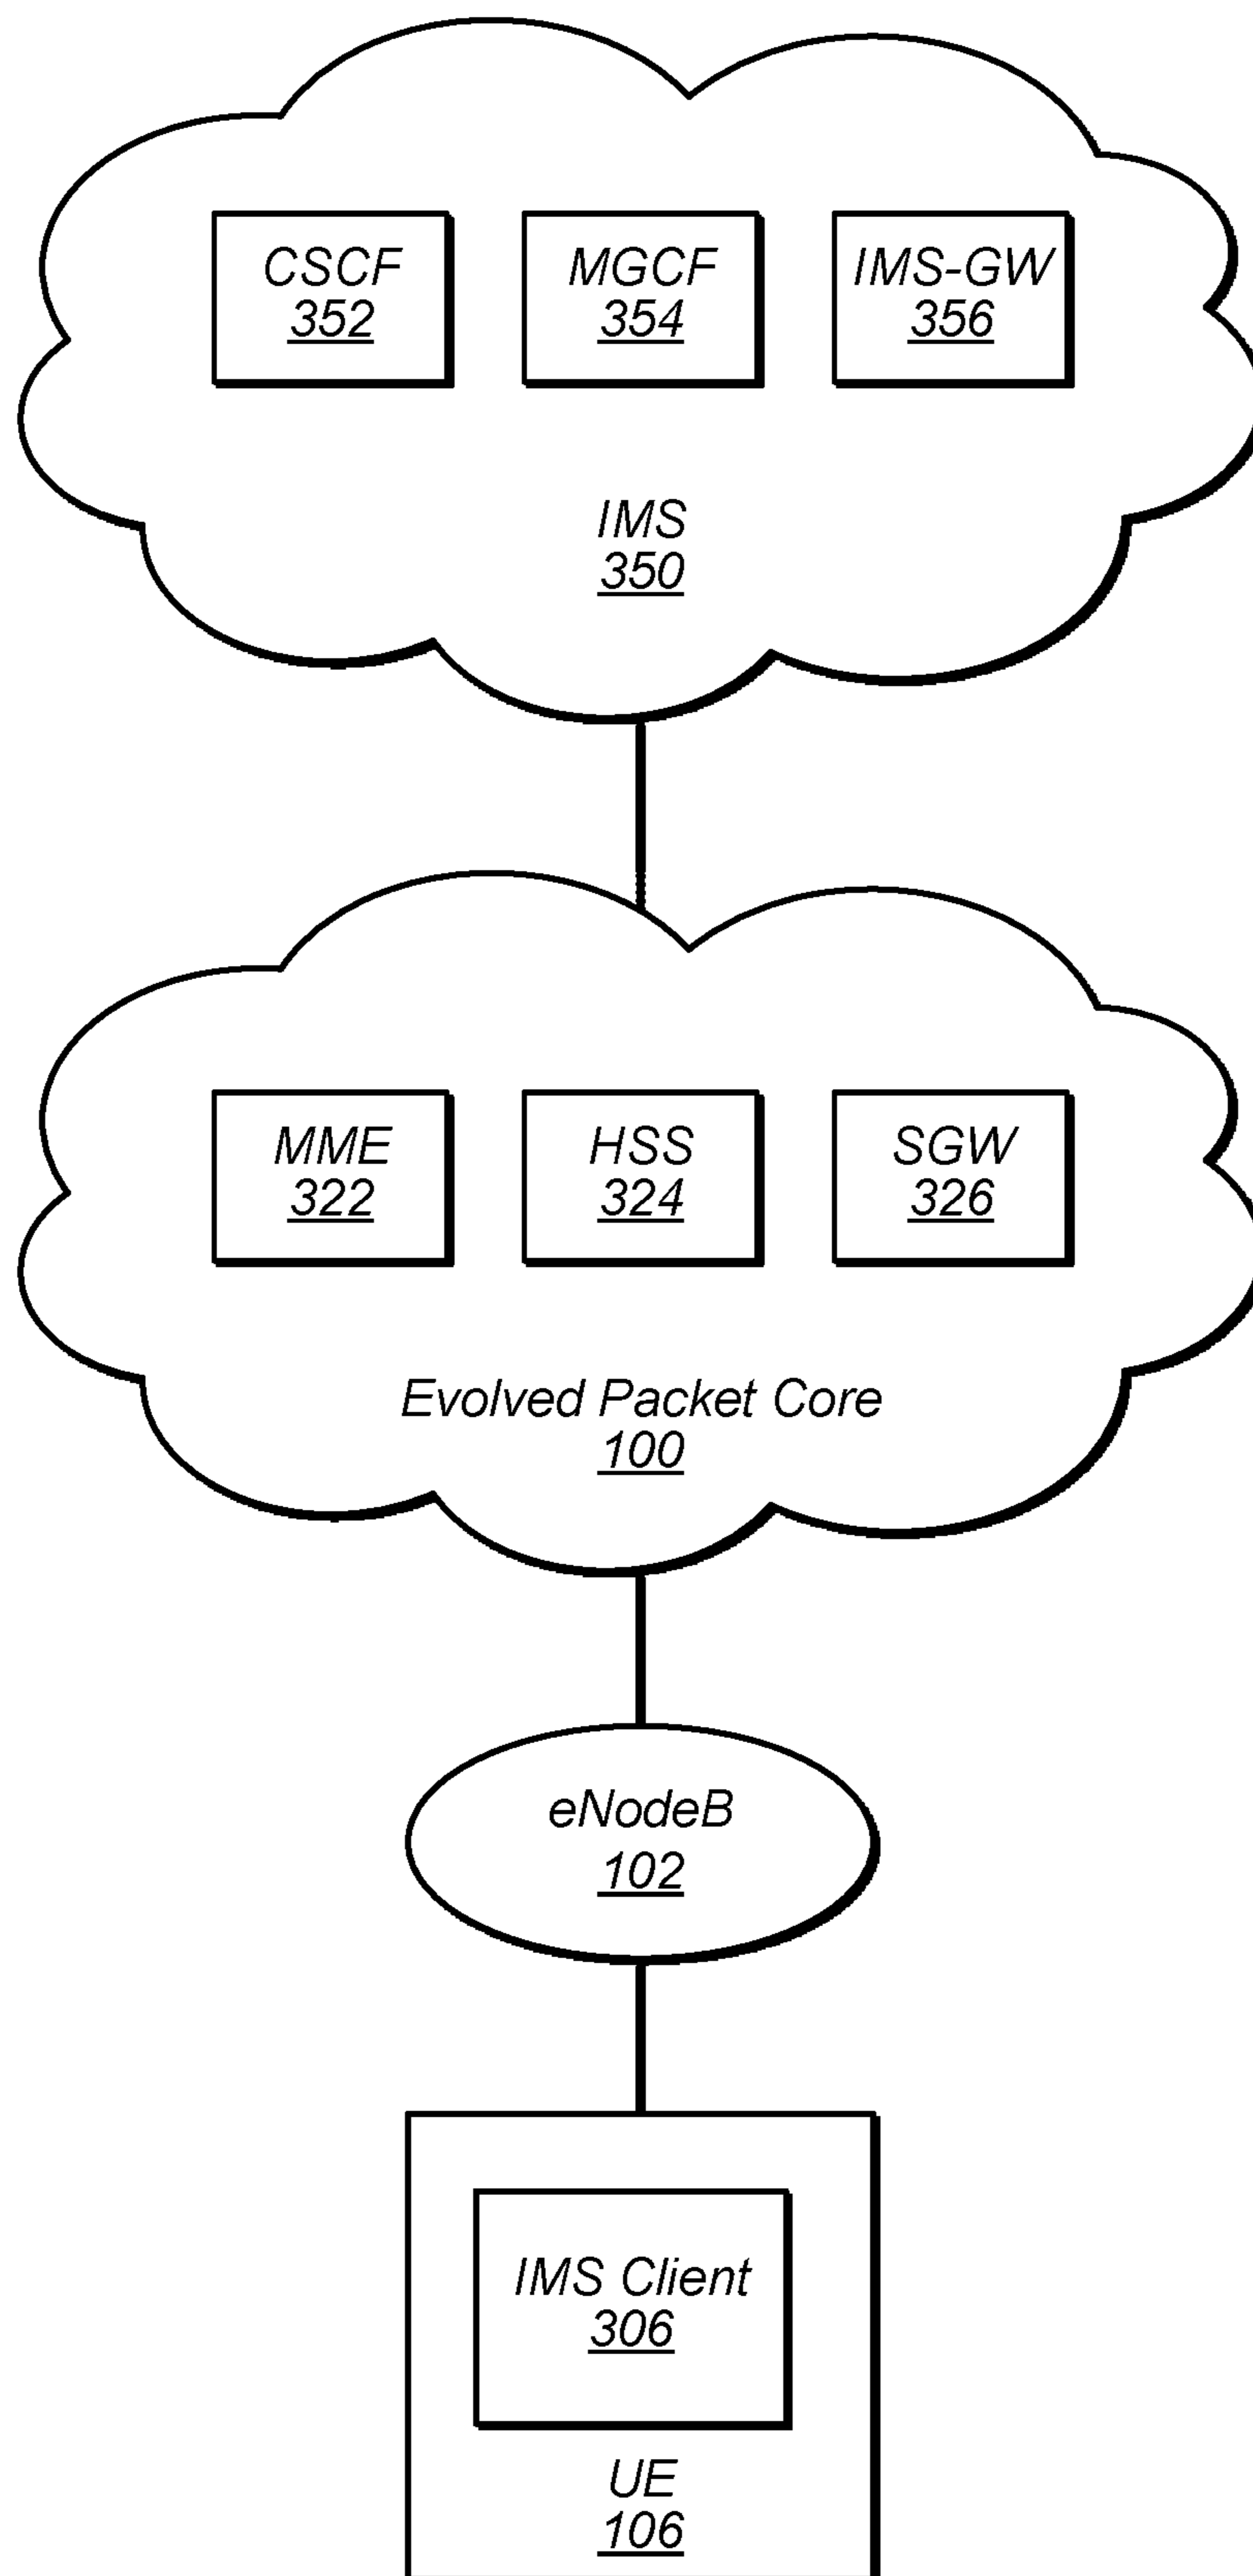 CSCF
352
MGCF
354
IMS-GW
356
IMS
350
MME
322
HSS
324
SGW
326
Evolved Packet Core
100
eNodeB
102
IMS Client
306
UE
106